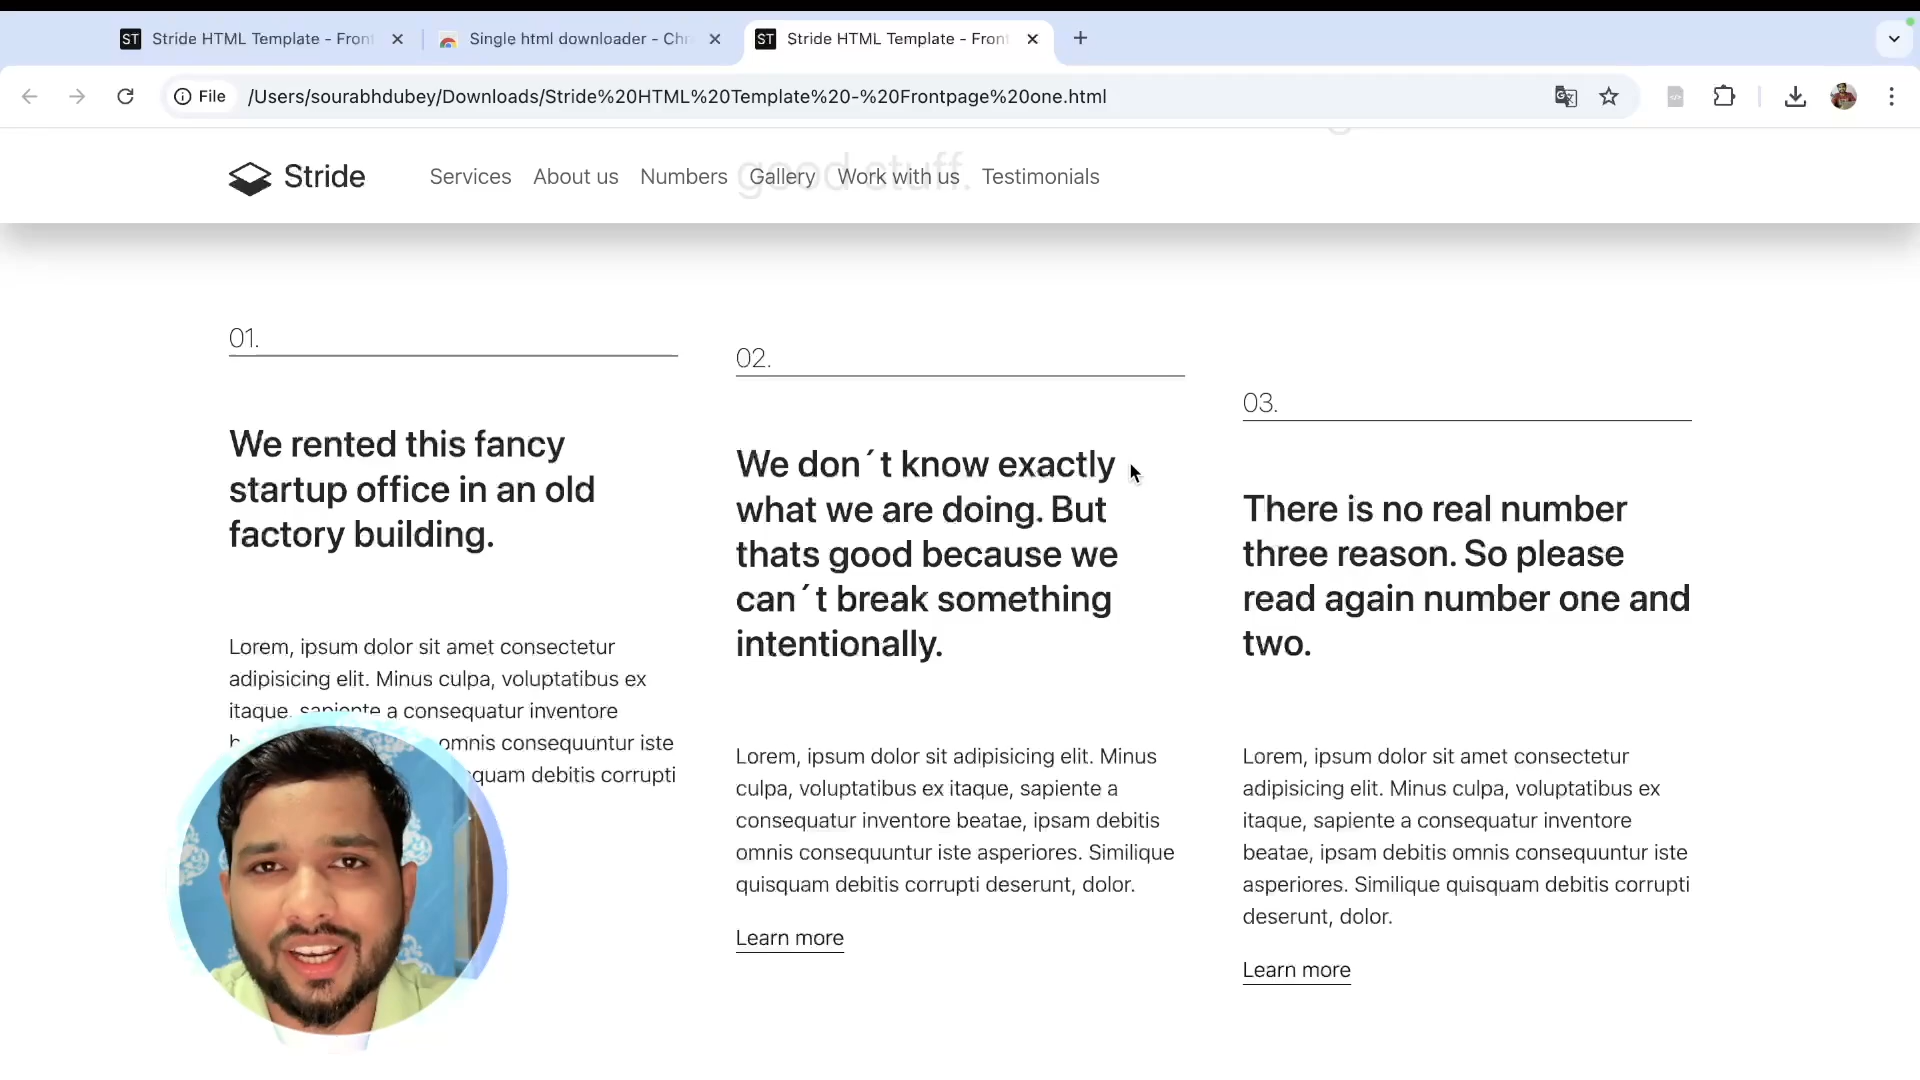 ST Stride HTML Template - Front
Single html downloader - Chr
ST Stride HTML Template - Front
File /Users/sourabhdubey/Downloads/Stride%20HTML%20Template%20-%20Frontpage%20one.html
good stuff.
Stride Services About us Numbers Gallery Work with us Testimonials
01.
We rented this fancy
startup office in an old
factory building.
Lorem, ipsum dolor sit amet consectetur
adipisicing elit. Minus culpa, voluptatibus ex
itaque, sapiente a consequatur inventore
omnis consequuntur iste
quam debitis corrupti
02.
We don´t know exactly
what we are doing. But
thats good because we
can´t break something
intentionally.
Lorem, ipsum dolor sit adipisicing elit. Minus
culpa, voluptatibus ex itaque, sapiente a
consequatur inventore beatae, ipsam debitis
omnis consequuntur iste asperiores. Similique
quisquam debitis corrupti deserunt, dolor.
Learn more
03.
There is no real number
three reason. So please
read again number one and
two.
Lorem, ipsum dolor sit amet consectetur
adipisicing elit. Minus culpa, voluptatibus ex
itaque, sapiente a consequatur inventore
beatae, ipsam debitis omnis consequuntur iste
asperiores. Similique quisquam debitis corrupti
deserunt, dolor.
Learn more